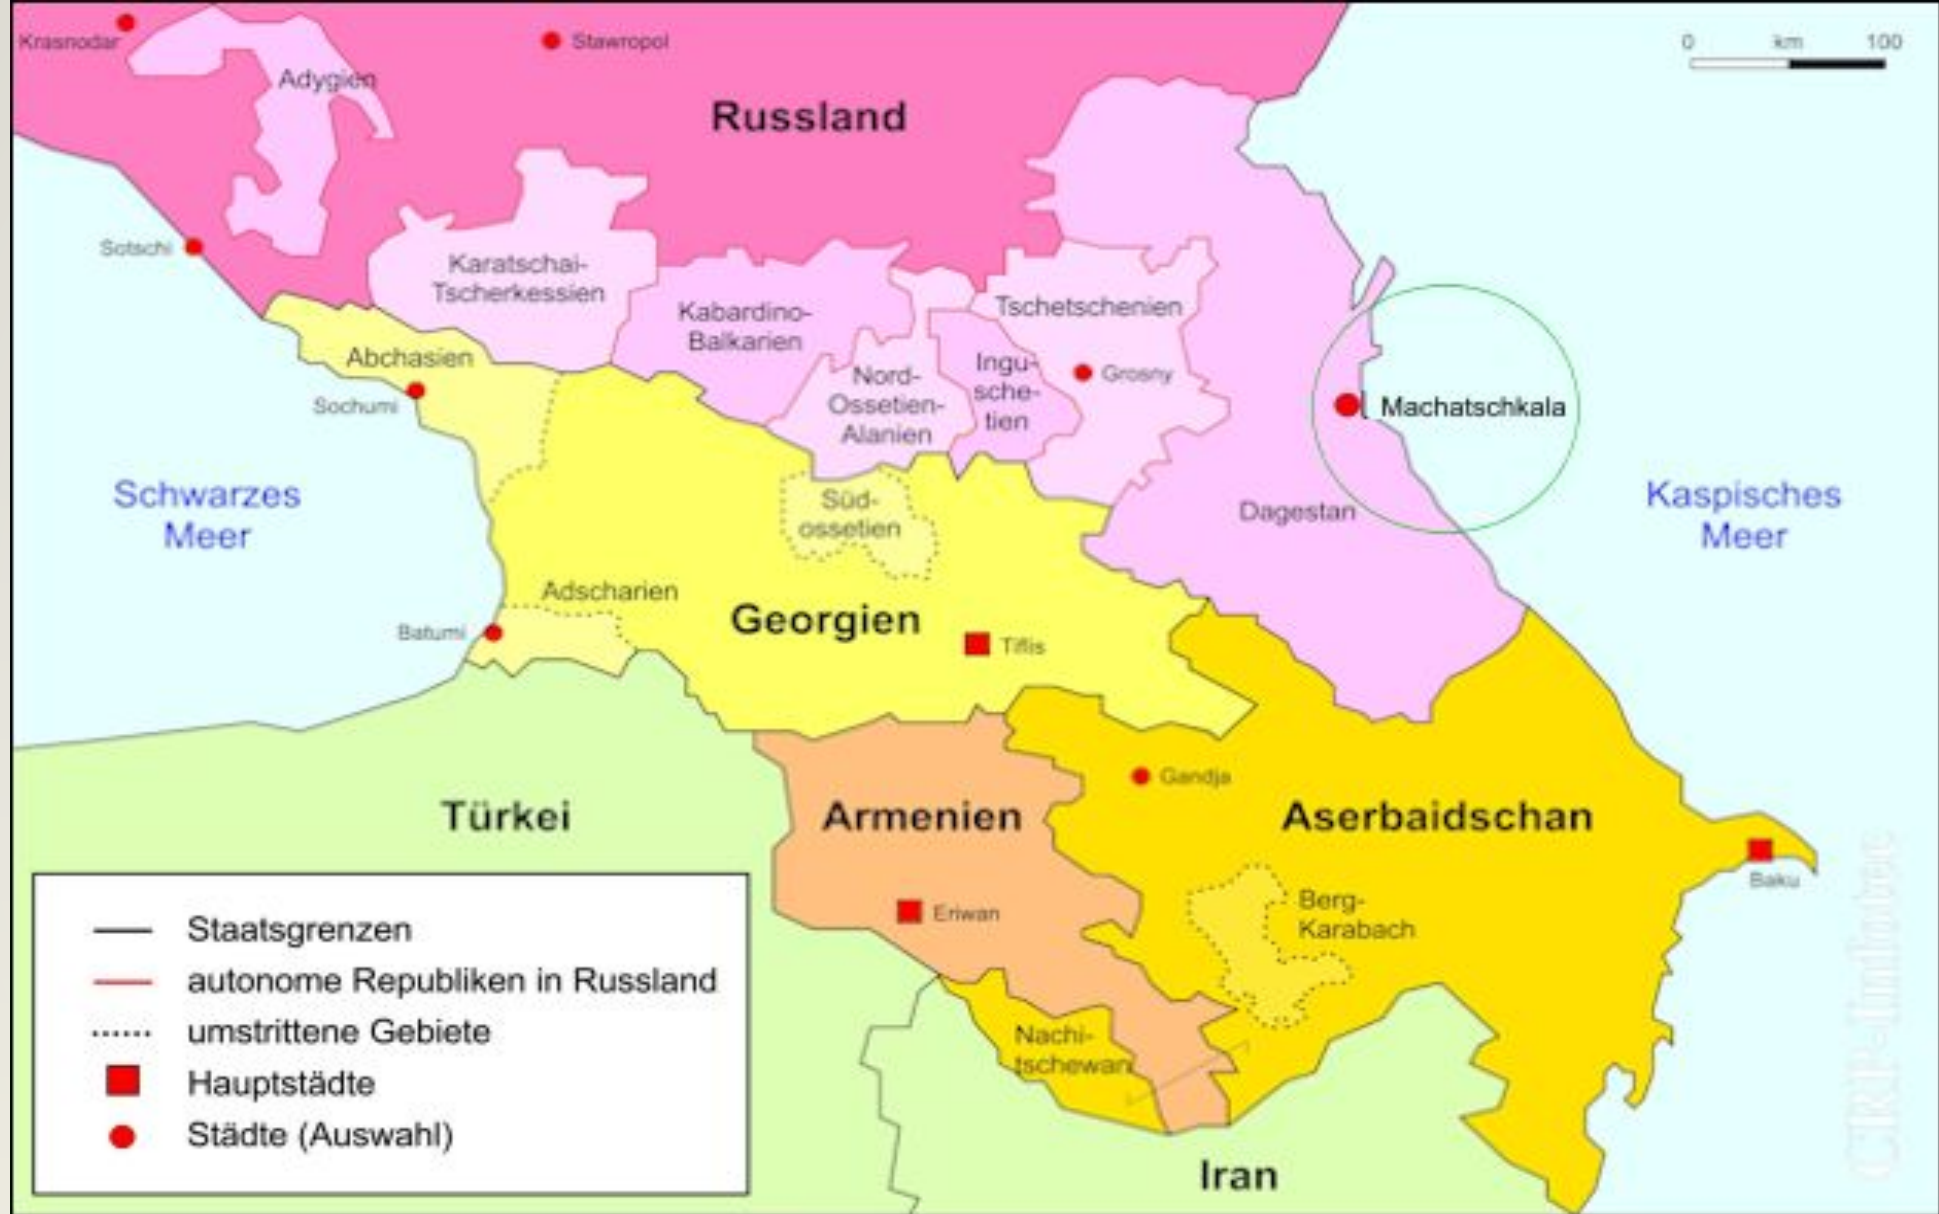 Krasnodar
Stawropol
0 km 100
Adygien
Russland
Sotschi
Karatschai-
Tscherkessien
Kabardino-
Balkarien
Tschetschenien
Abchasien
Sochumi
Nord-
Ossetien-
Alanien
Ingu-
sche-
tien
Grosny
Machatschkala
Schwarzes
Meer
Süd-
ossetien
Dagestan
Kaspisches
Meer
Adscharien
Batumi
Georgien
Tiflis
Gandja
Türkei
Armenien
Aserbaidschan
Baku
Eriwan
Berg-
Karabach
Nachi-
tschewan
Iran
Staatsgrenzen
autonome Republiken in Russland
umstrittene Gebiete
Hauptstädte
Städte (Auswahl)